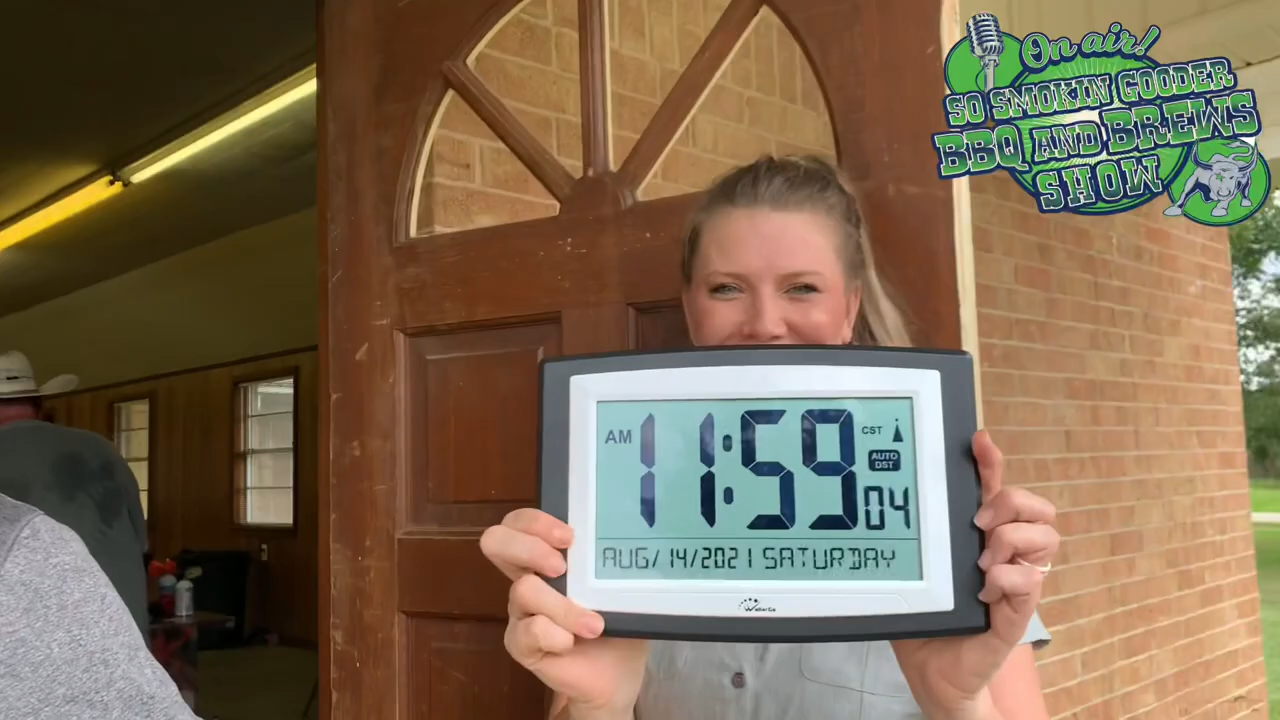 On air!
SO SMOKIN GOODER
BBQ AND BREWS
SHOW
AM 11:59 04
CST
AUTO
DST
AUG/14/2021 SATURDAY